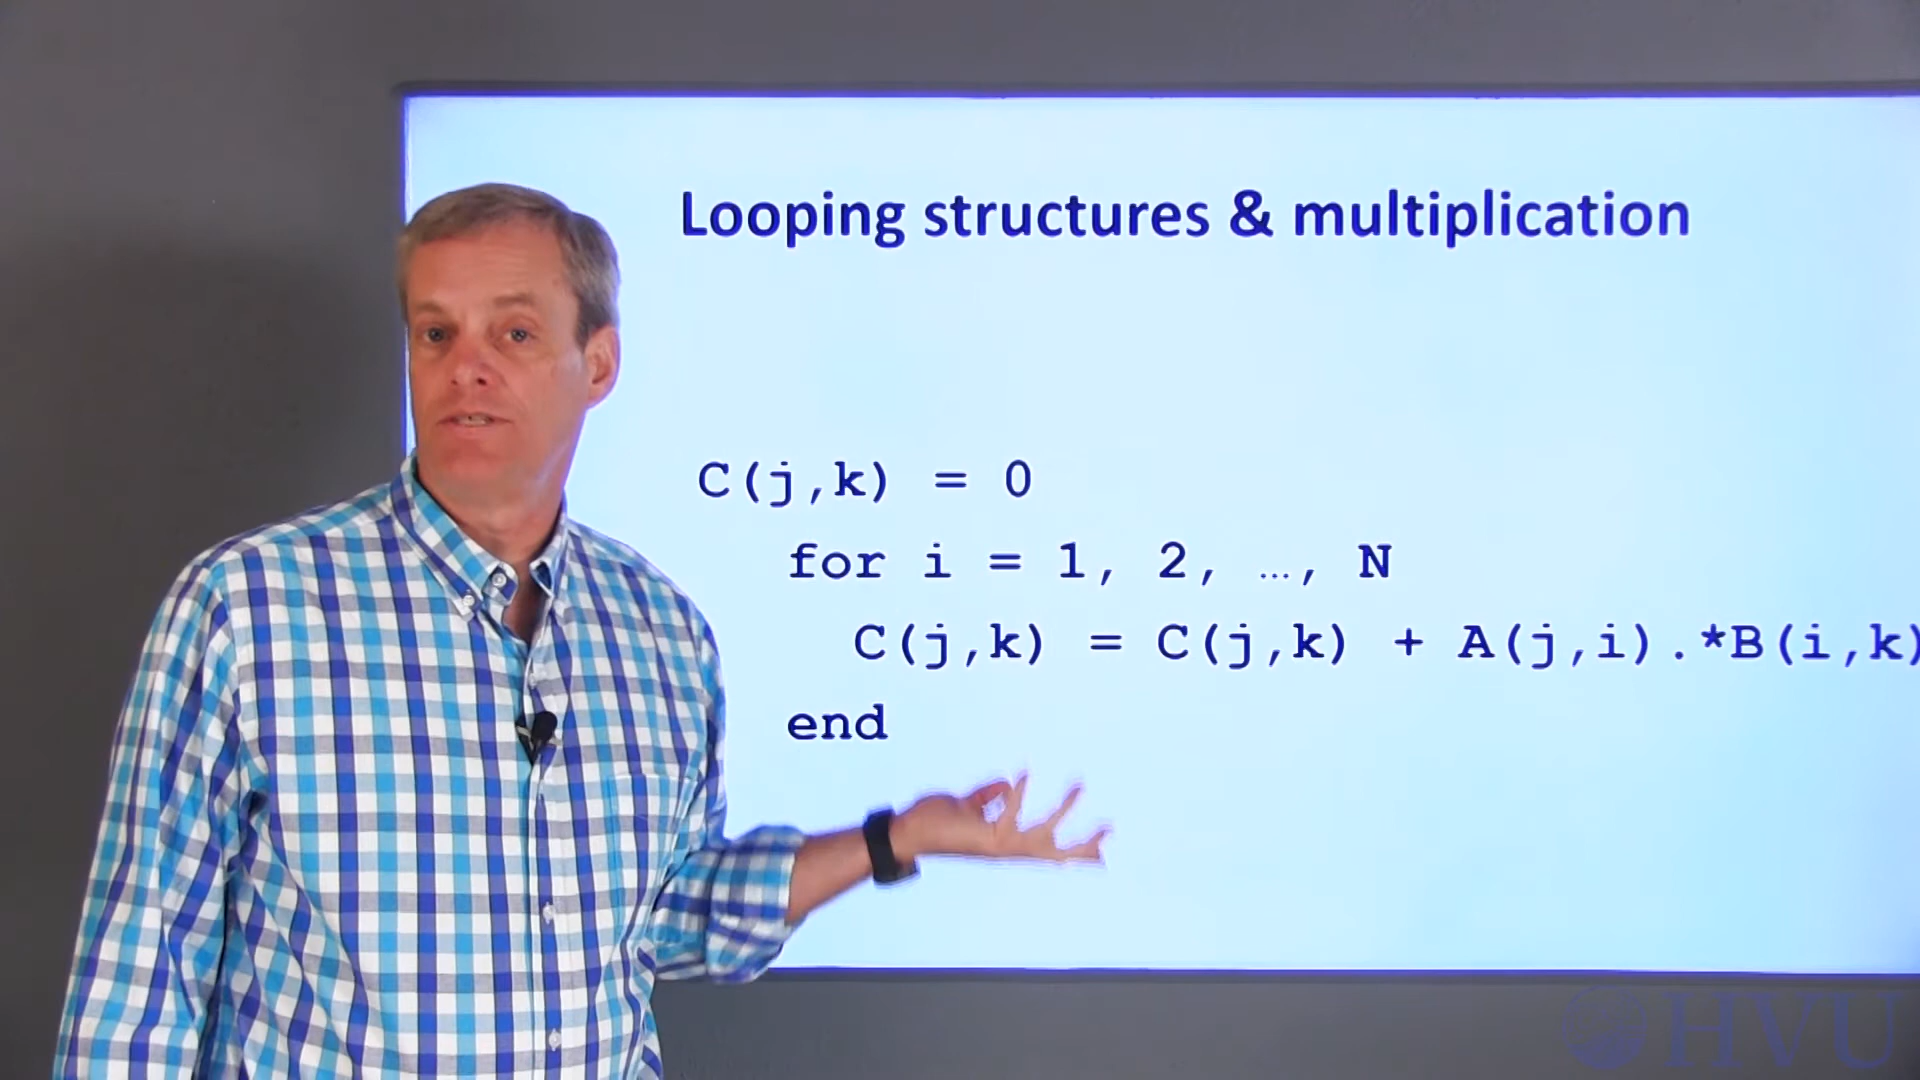 Looping structures & multiplication
C(j,k) = 0
for i = 1, 2, …, N
C(j,k) = C(j,k) + A(j,i).*B(i,k)
end
HVU